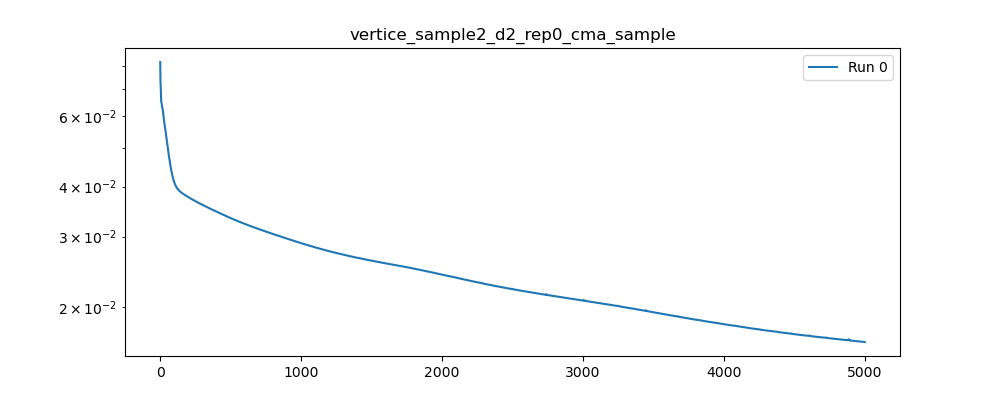 vertice_sample2_d2_rep0_cma_sample
Run 0
6 × 10⁻²
4 × 10⁻²
3 × 10⁻²
2 × 10⁻²
0 1000 2000 3000 4000 5000